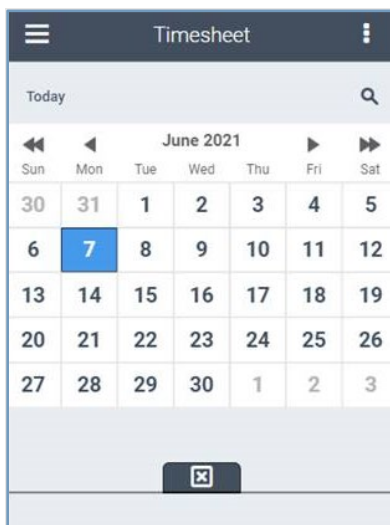 Timesheet
Today
June 2021
Sun Mon Tue Wed Thu Fri Sat
30 31 1 2 3 4 5
6 7 8 9 10 11 12
13 14 15 16 17 18 19
20 21 22 23 24 25 26
27 28 29 30 1 2 3